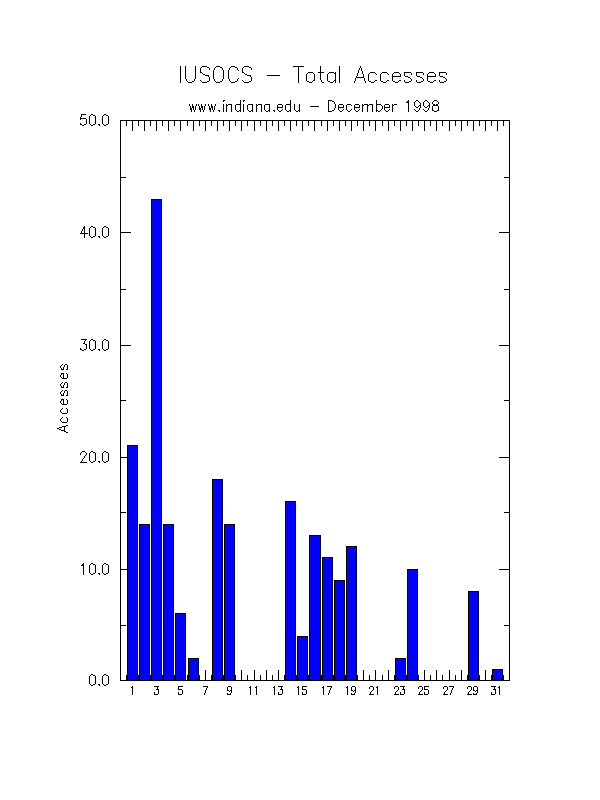 IUSOCS – Total Accesses
www.indiana.edu – December 1998
50.0
40.0
30.0
20.0
10.0
0.0
Accesses
1 3 5 7 9 11 13 15 17 19 21 23 25 27 29 31